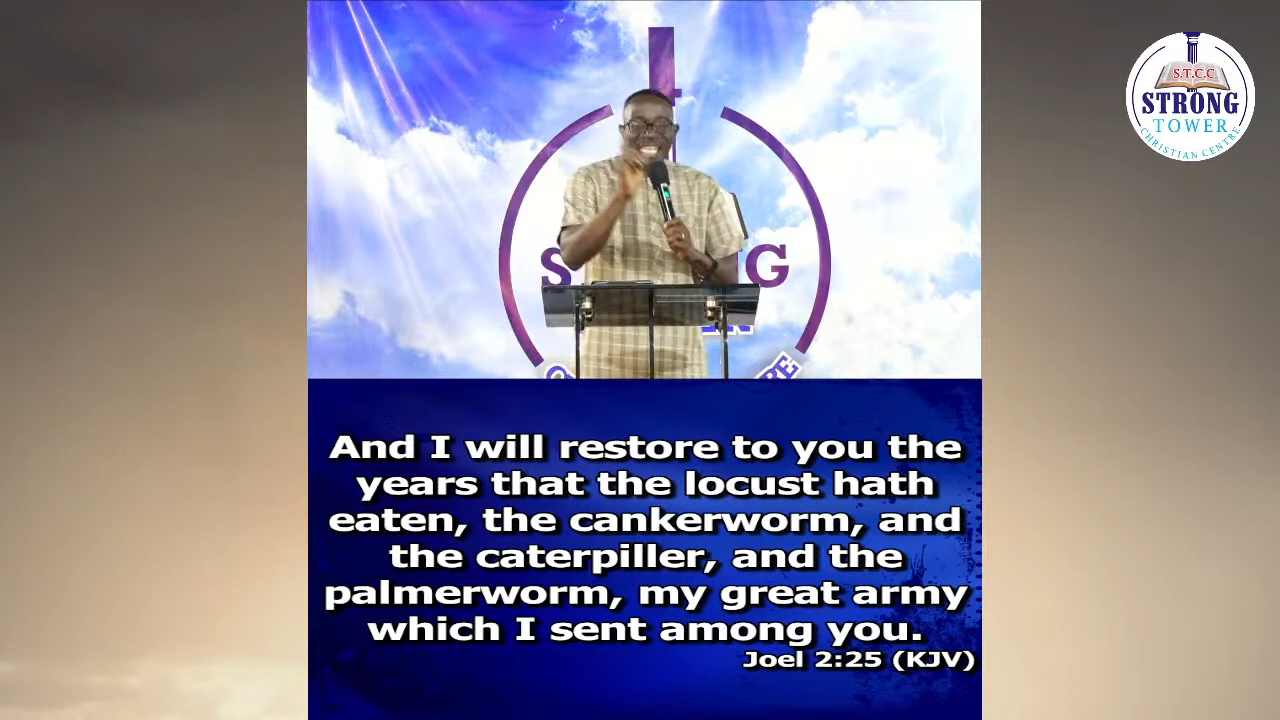 S.T.C.C
STRONG
TOWER
CHRISTIAN CENTRE
And I will restore to you the
years that the locust hath
eaten, the cankerworm, and
the caterpiller, and the
palmerworm, my great army
which I sent among you.
Joel 2:25 (KJV)